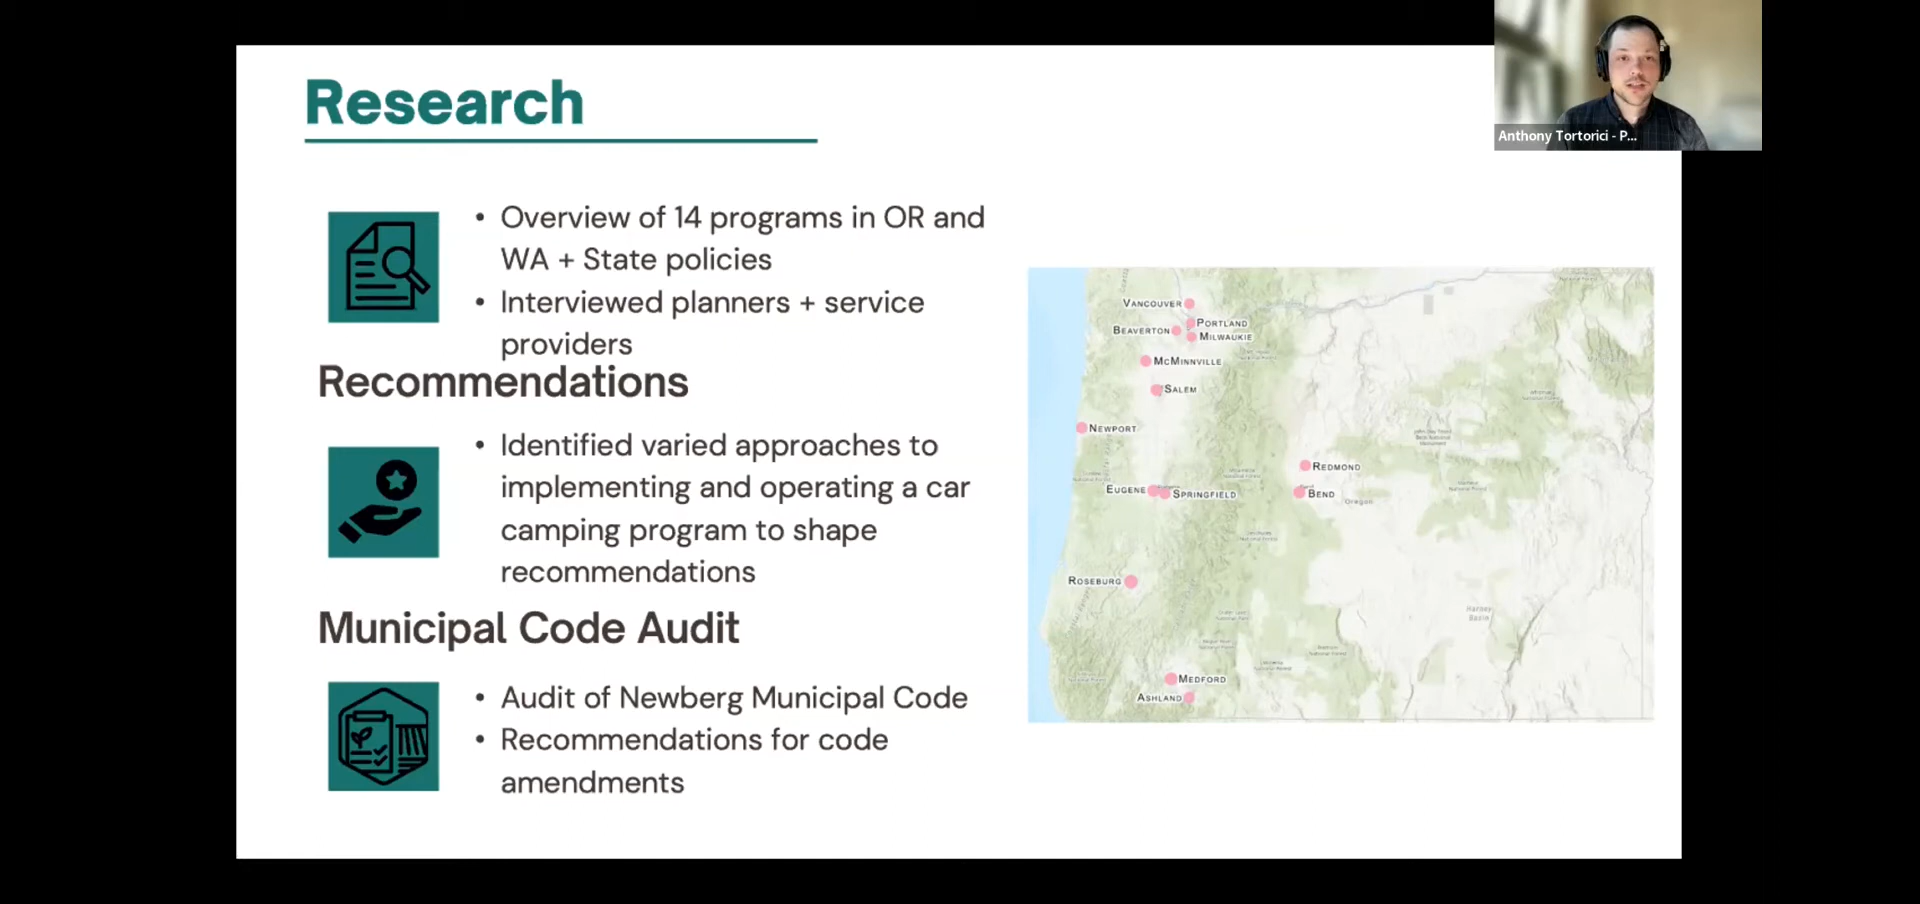 Research
Anthony Tortorici - P...
• Overview of 14 programs in OR and
WA + State policies
• Interviewed planners + service
providers
Recommendations
• Identified varied approaches to
implementing and operating a car
camping program to shape
recommendations
Municipal Code Audit
• Audit of Newberg Municipal Code
• Recommendations for code
amendments
VANCOUVER
PORTLAND
BEAVERTON
MILWAUKIE
MCMINNVILLE
SALEM
NEWPORT
REDMOND
EUGENE
SPRINGFIELD
BEND
Oregon
ROSEBURG
Harney
Basin
MEDFORD
ASHLAND